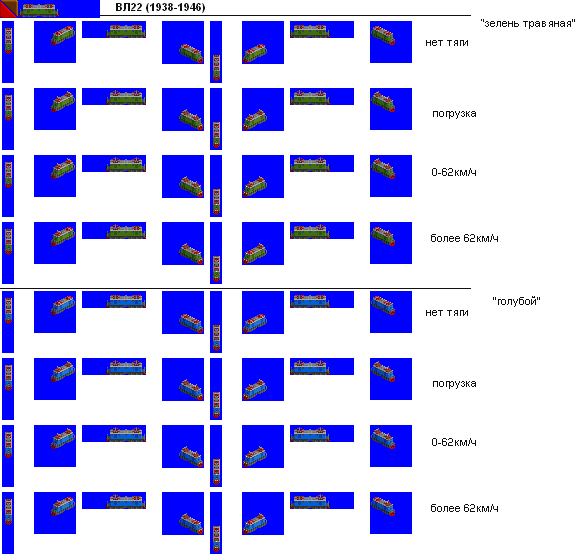 ВЛ22 (1938-1946)
"зелень травяная"
нет тяги
погрузка
0-62км/ч
более 62км/ч
"голубой"
нет тяги
погрузка
0-62км/ч
более 62км/ч